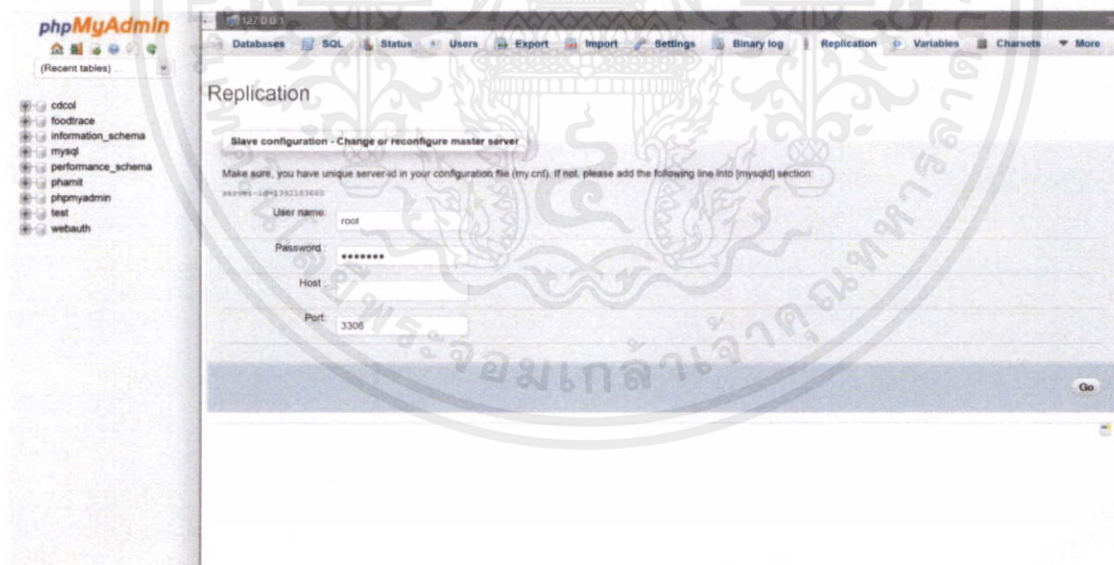 phpMyAdmin
(Recent tables) ...
cdcol
foodtrace
information_schema
mysql
performance_schema
phamit
phpmyadmin
test
webauth
127.0.0.1
Databases SQL Status Users Export Import Settings Binary log Replication Variables Charsets More
Replication
Slave configuration - Change or reconfigure master server
Make sure, you have unique server-id in your configuration file (my.cnf). If not, please add the following line into [mysqld] section:
User name:
root
Password :
•••••••
Host :
Port:
3306
Go